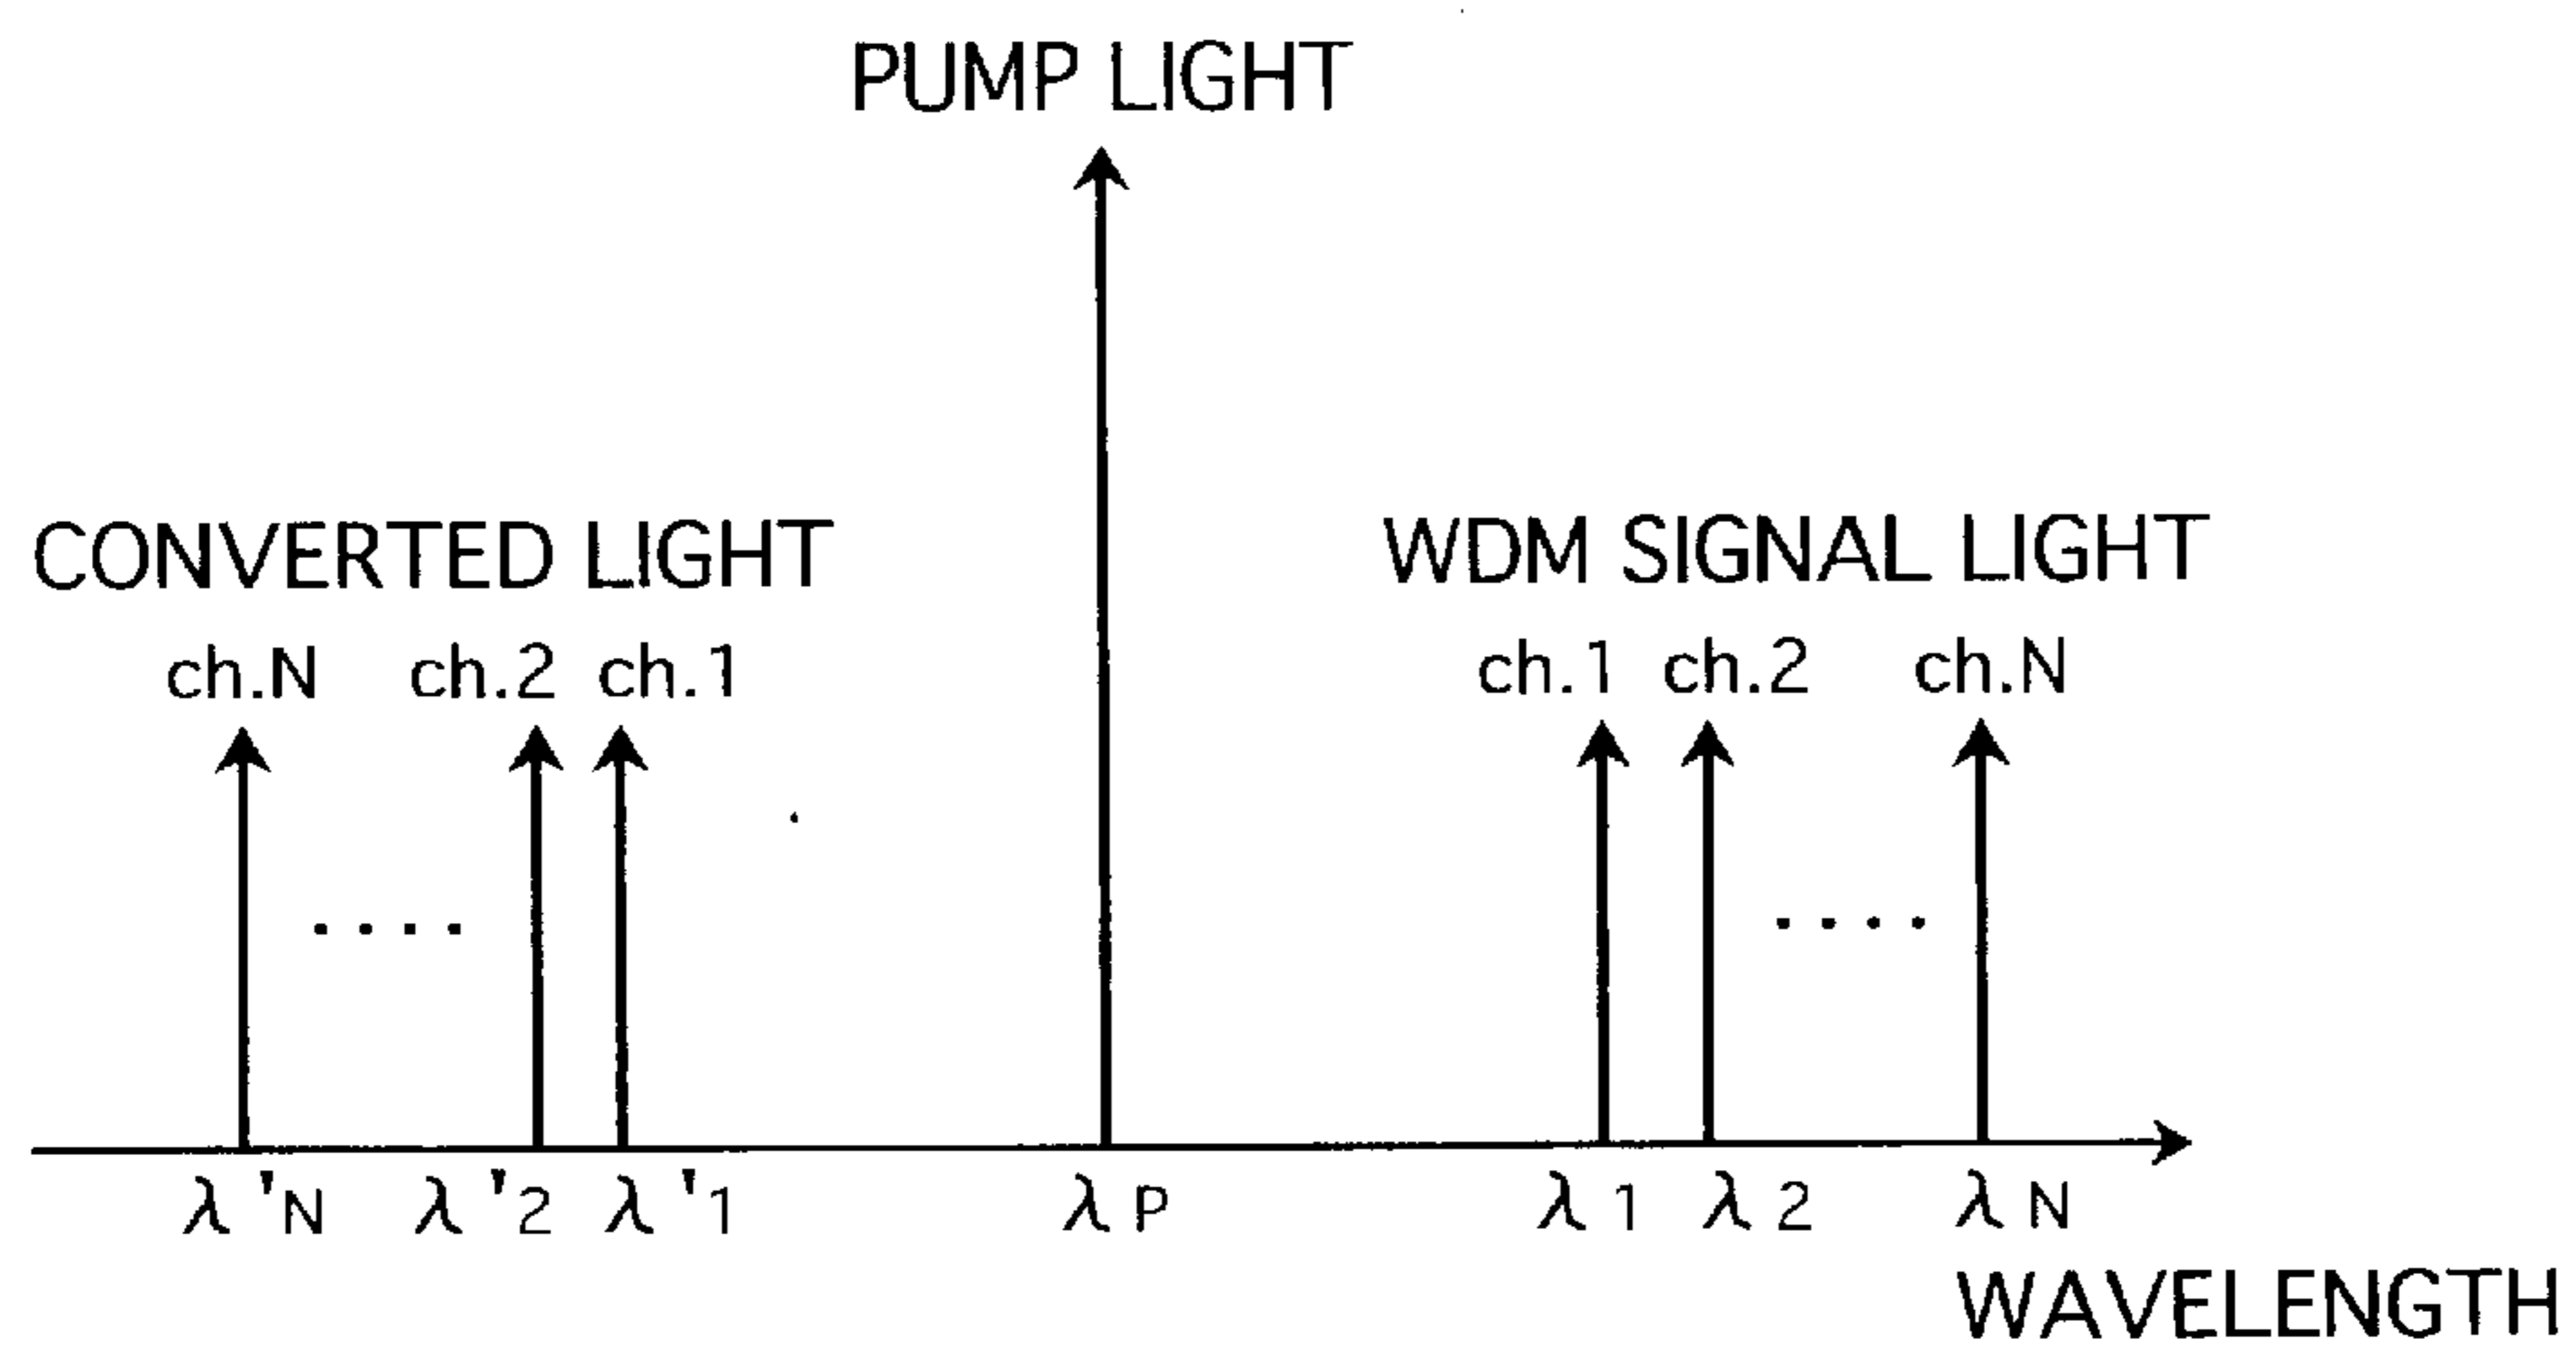 PUMP LIGHT
CONVERTED LIGHT WDM SIGNAL LIGHT
ch.N ch.2 ch.1 ch.1 ch.2 ch.N
λ'N λ'2 λ'1 λP λ1 λ2 λN
WAVELENGTH